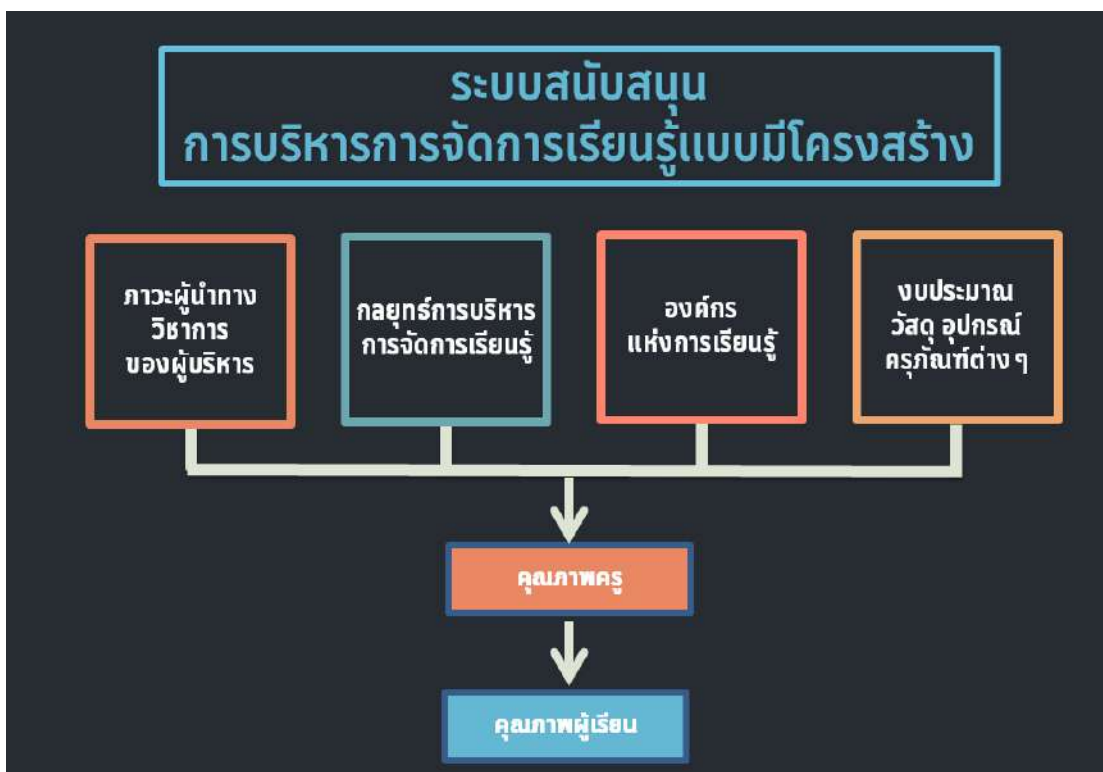 ระบบสนับสนุน
การบริหารการจัดการเรียนรู้แบบมีโครงสร้าง
ภาวะผู้นำทาง
วิชาการ
ของผู้บริหาร
กลยุทธ์การบริหาร
การจัดการเรียนรู้
องค์กร
แห่งการเรียนรู้
งบประมาณ
วัสดุ อุปกรณ์
ครุภัณฑ์ต่าง ๆ
คุณภาพครู
คุณภาพผู้เรียน